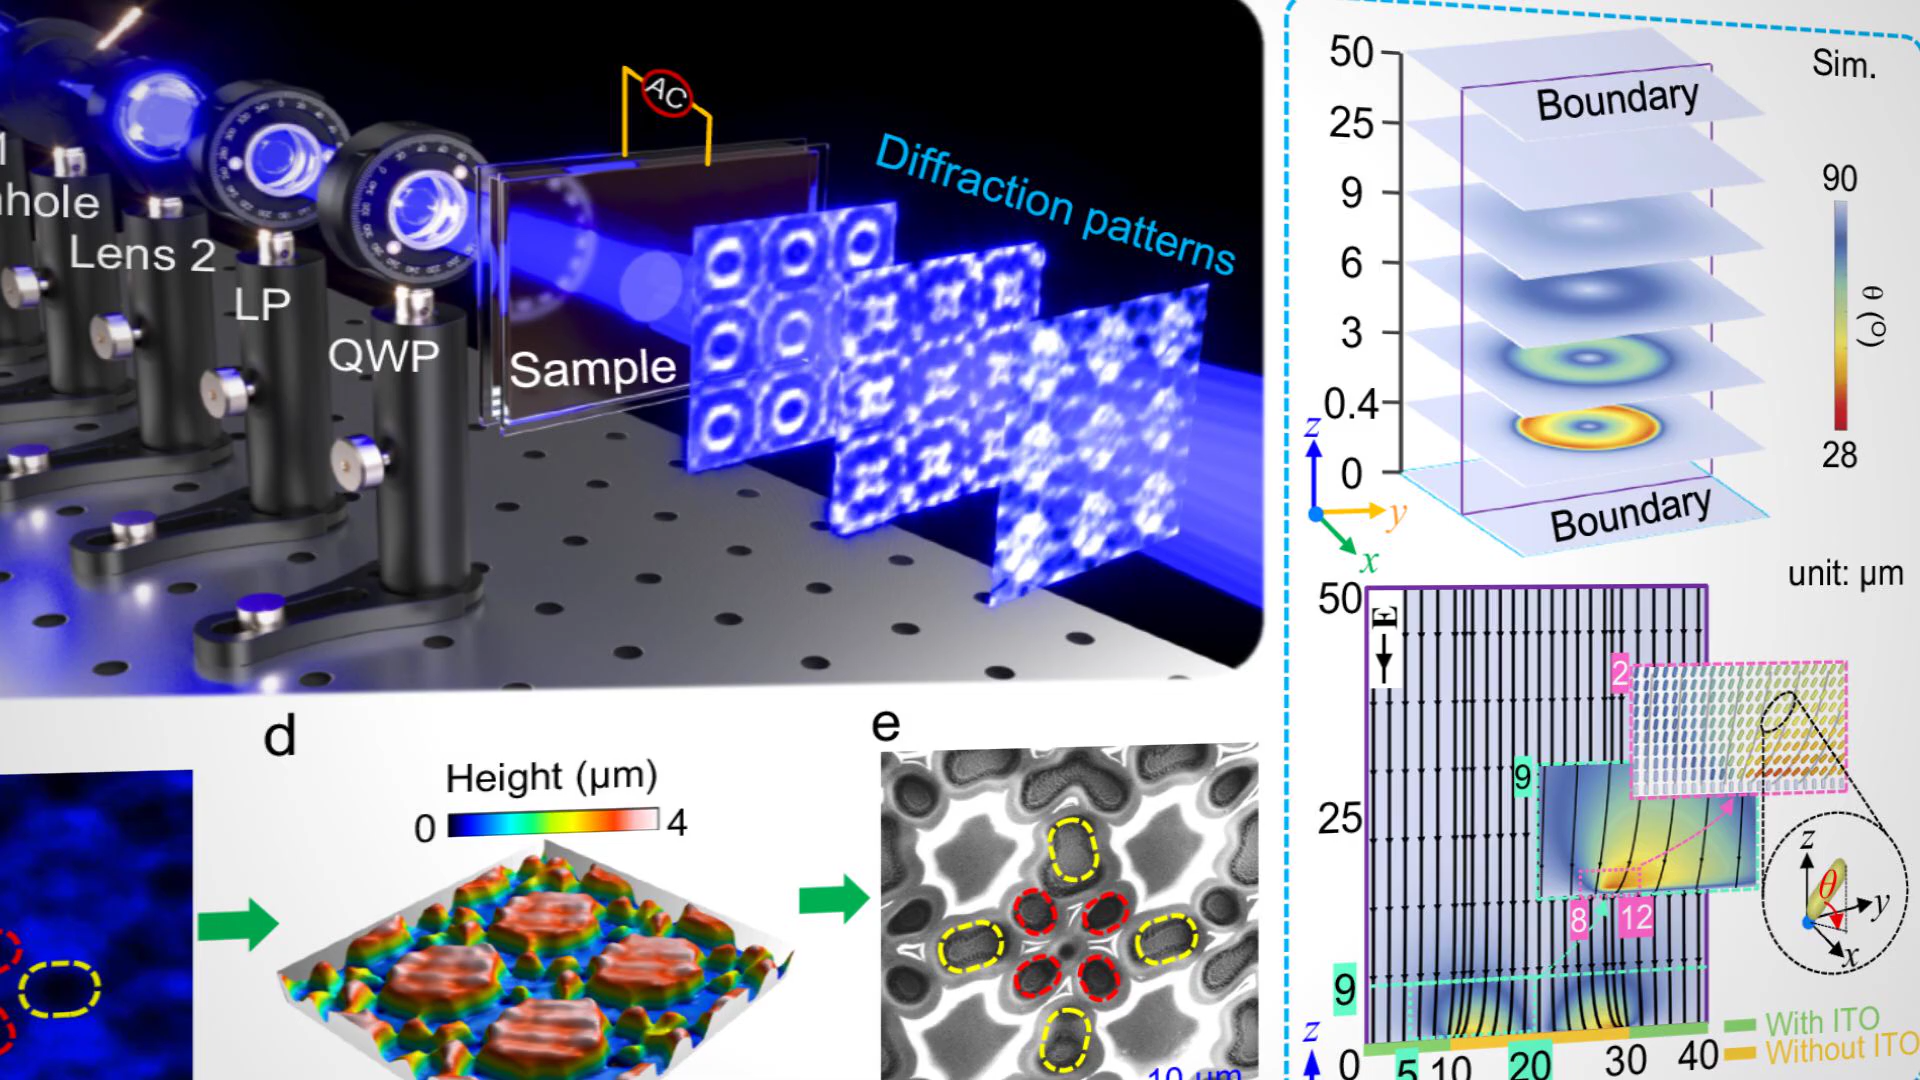 AC
Diffraction patterns
Lens 2
LP
QWP
Sample
d
Height (μm)
0
4
e
10 μm
50
25
9
6
3
0.4
0
Boundary
Boundary
Sim.
90
θ (°)
28
z
y
x
unit: μm
50
E
2
9
25
8
12
z
θ
y
x
9
z
0
5
10
20
30
40
With ITO
Without ITO